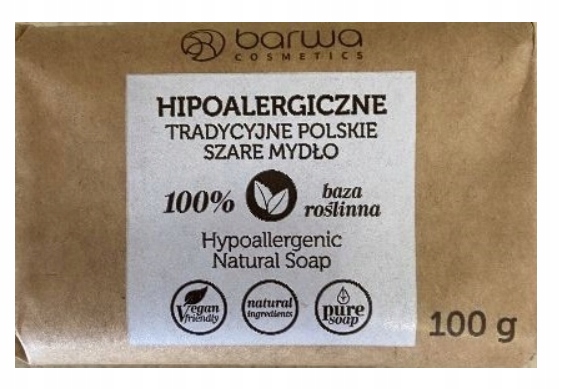 barwa
COSMETICS
HIPOALERGICZNE
TRADYCYJNE POLSKIE
SZARE MYDŁO
100% baza
roślinna
Hypoallergenic
Natural Soap
Vegan
friendly
natural
ingredients
pure
soap
100 g